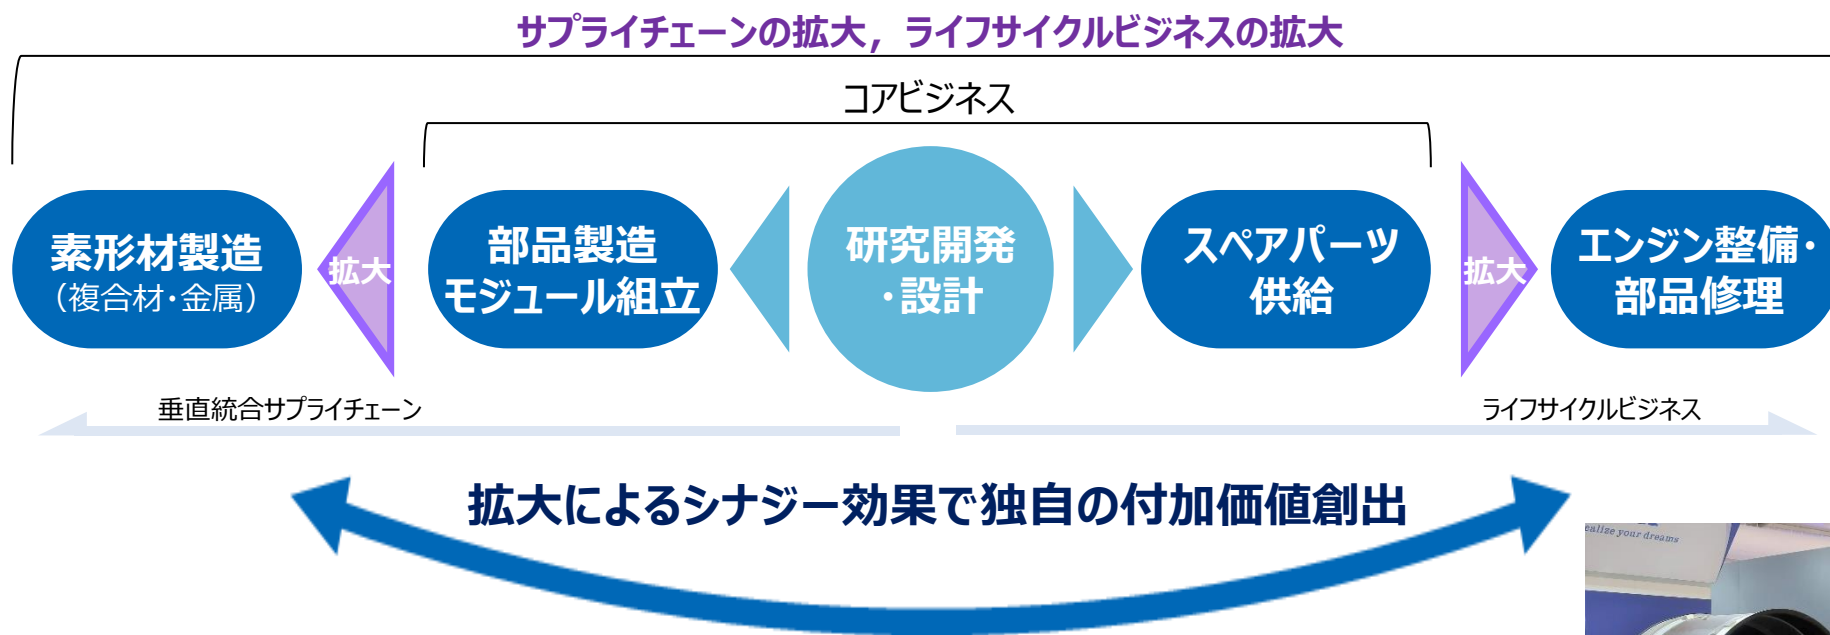 サプライチェーンの拡大，ライフサイクルビジネスの拡大
コアビジネス
素形材製造
（複合材・金属）
拡大
部品製造
モジュール組立
研究開発
・設計
スペアパーツ
供給
拡大
エンジン整備・
部品修理
垂直統合サプライチェーン
ライフサイクルビジネス
拡大によるシナジー効果で独自の付加価値創出
ealize your dreams